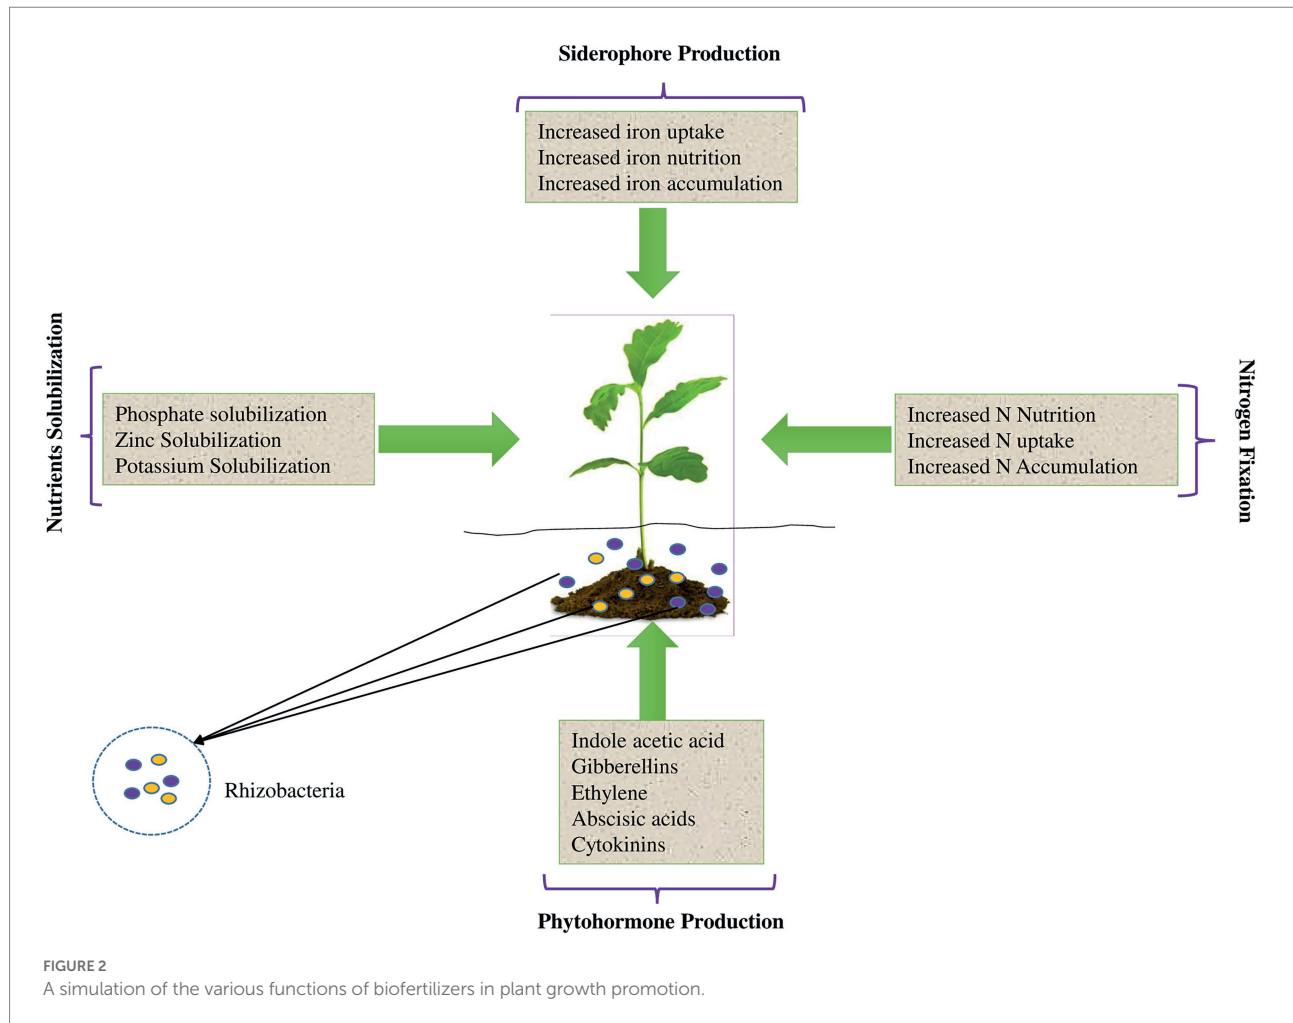 Siderophore Production
Increased iron uptake
Increased iron nutrition
Increased iron accumulation
Nutrients Solubilization
Phosphate solubilization
Zinc Solubilization
Potassium Solubilization
Nitrogen Fixation
Increased N Nutrition
Increased N uptake
Increased N Accumulation
Rhizobacteria
Indole acetic acid
Gibberellins
Ethylene
Abscisic acids
Cytokinins
Phytohormone Production
FIGURE 2
A simulation of the various functions of biofertilizers in plant growth promotion.